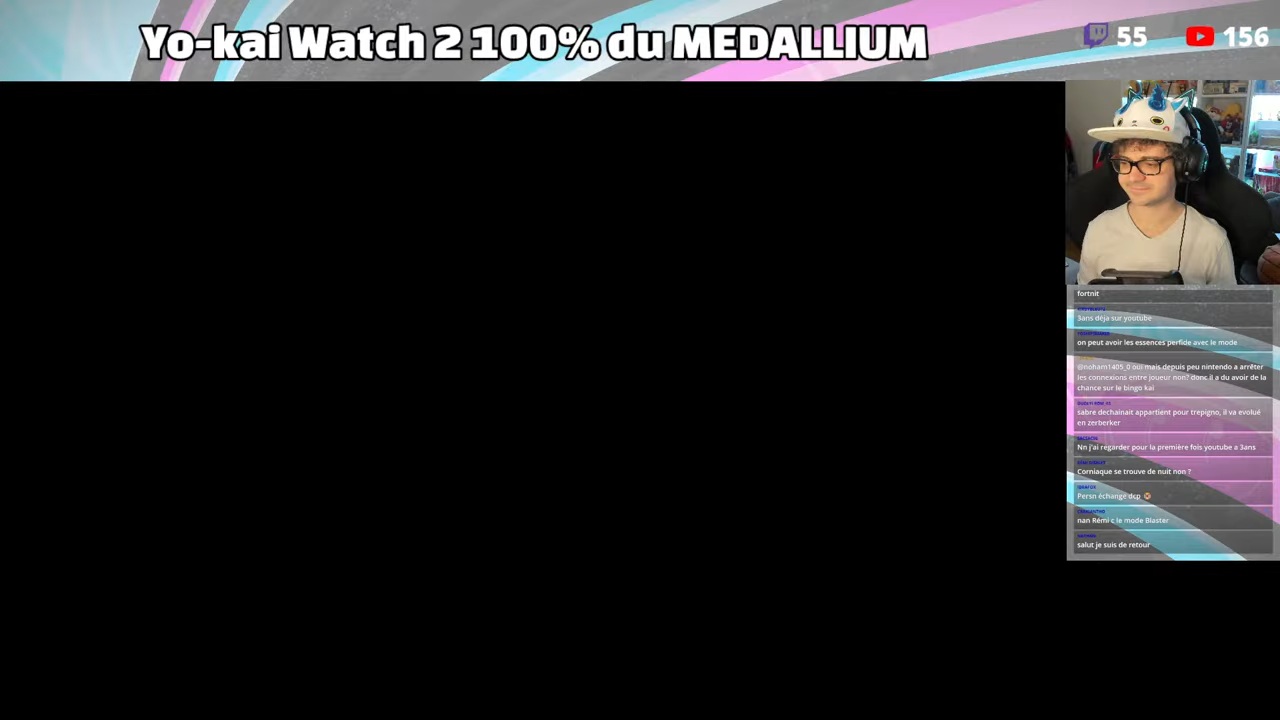 Yo-kai Watch 2 100% du MEDALLIUM
55
156
fortnit
3ans déja sur youtube
on peut avoir les essences perfide avec le mode
@noham1405_0 oui mais depuis peu nintendo a arrêter
les connexions entre joueur non? donc il a du avoir de la
chance sur le bingo kai
sabre dechainait appartient pour trepigno, il va evolué
en zerberker
Nn j'ai regarder pour la première fois youtube a 3ans
Corniaque se trouve de nuit non ?
Persn échange dcp
nan Rémi c le mode Blaster
salut je suis de retour